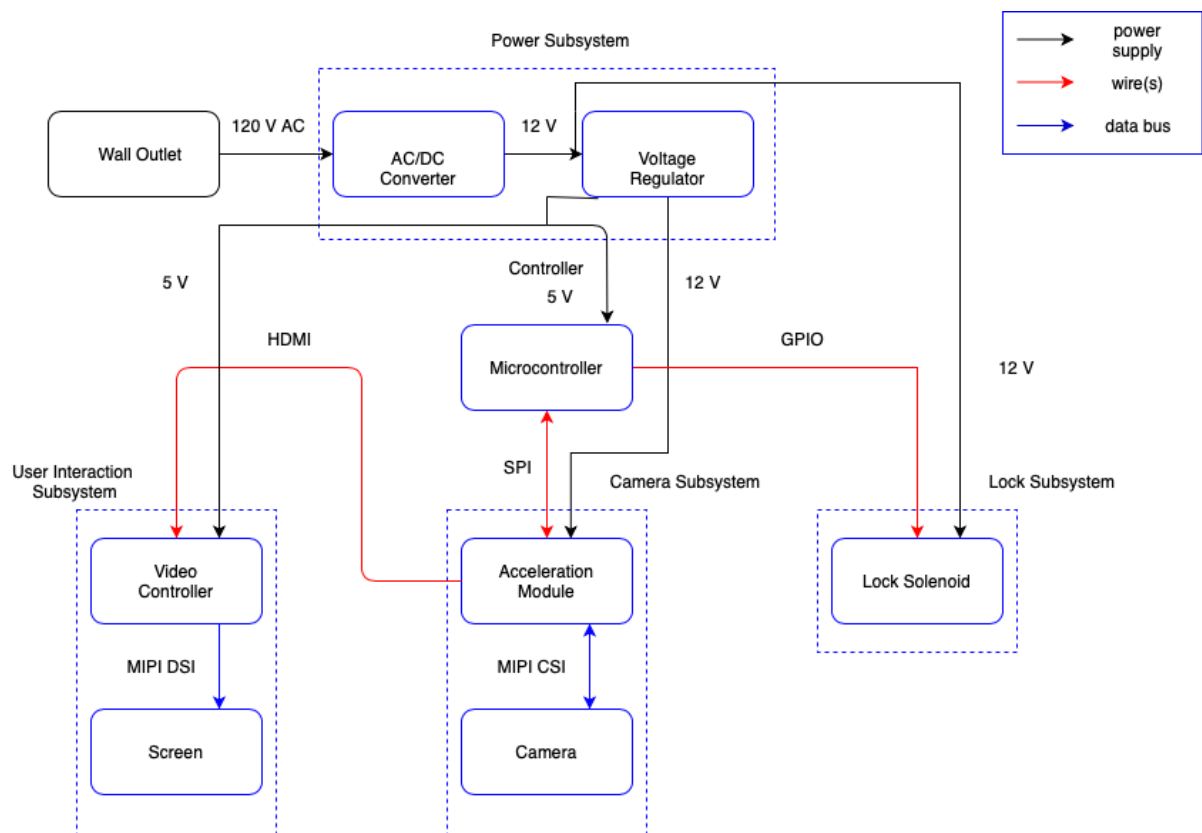 Power Subsystem
power
supply
wire(s)
data bus
120 V AC
12 V
Wall Outlet
AC/DC
Converter
Voltage
Regulator
5 V
Controller
5 V
12 V
HDMI
GPIO
Microcontroller
12 V
User Interaction
Subsystem
SPI
Camera Subsystem
Lock Subsystem
Video
Controller
Acceleration
Module
Lock Solenoid
MIPI DSI
MIPI CSI
Screen
Camera